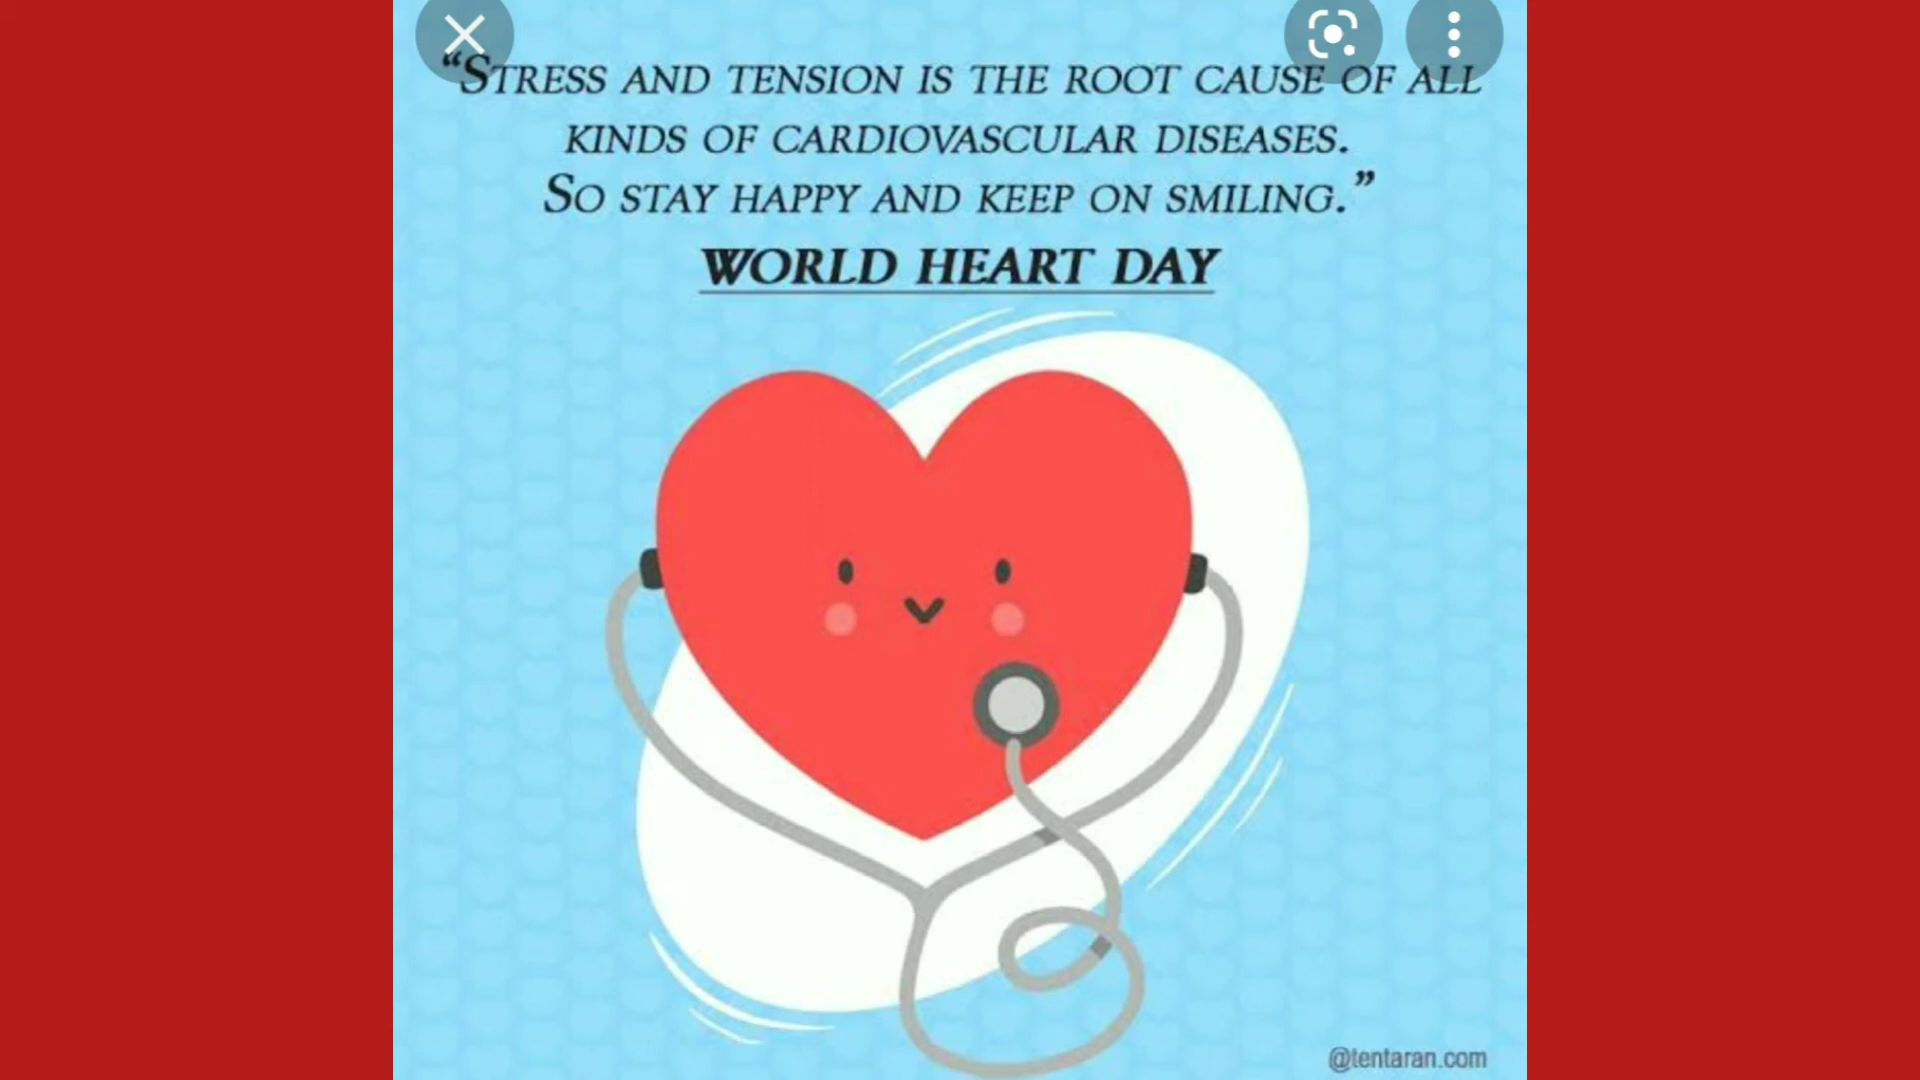 “Stress and tension is the root cause of all
kinds of cardiovascular diseases.
So stay happy and keep on smiling.”
WORLD HEART DAY
@tentaran.com